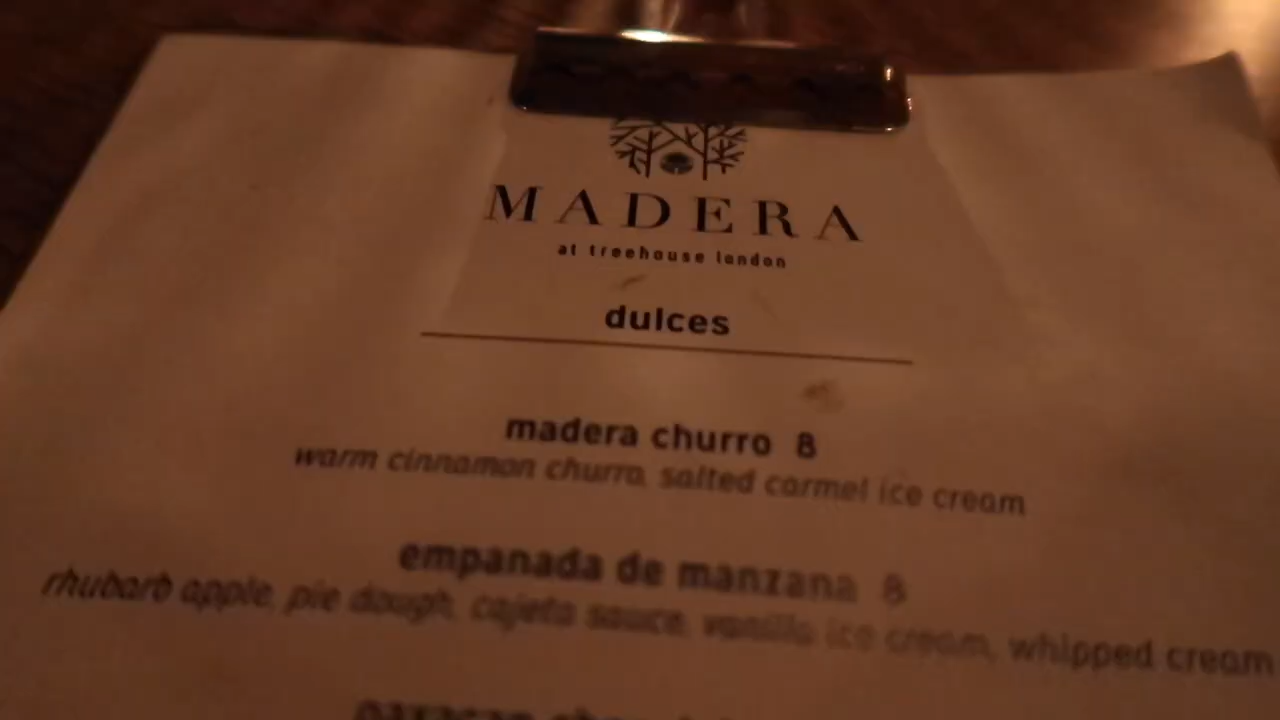 MADERA
at treehouse london
dulces
madera churro 8
warm cinnamon churro, salted carmel ice cream
empanada de manzana 8
rhubarb apple, pie dough, cajeta sauce, vanilla ice cream, whipped cream